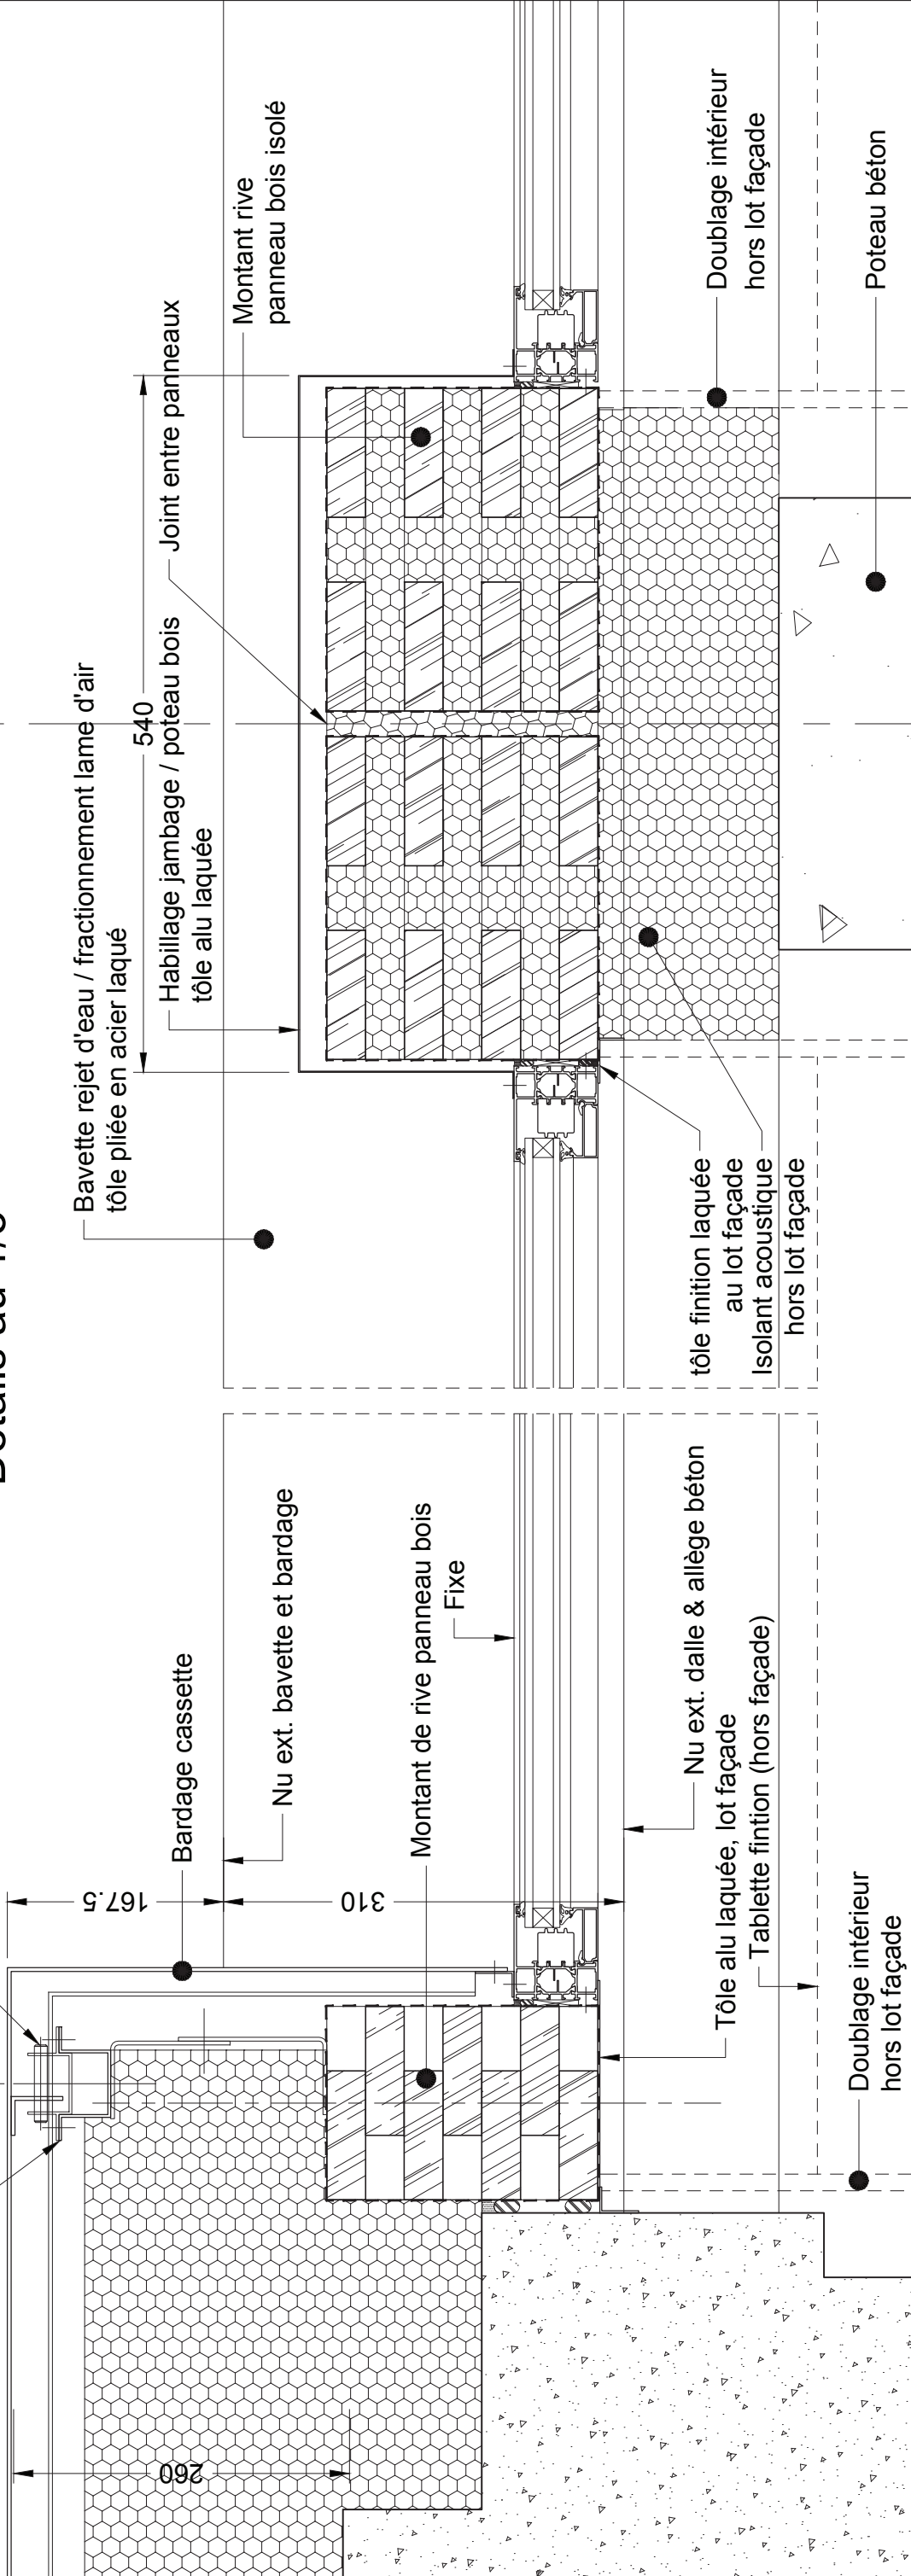 Bavette rejet d'eau / fractionnement lame d'air
tôle pliée en acier laqué
540
Habillage jambage / poteau bois
tôle alu laquée
Joint entre panneaux
Montant rive
panneau bois isolé
Doublage intérieur
hors lot façade
Poteau béton
tôle finition laquée
au lot façade
Isolant acoustique
hors lot façade
Bardage cassette
167.5
Nu ext. bavette et bardage
310
Montant de rive panneau bois
Fixe
Nu ext. dalle & allège béton
Tôle alu laquée, lot façade
Tablette fintion (hors façade)
Doublage intérieur
hors lot façade
260